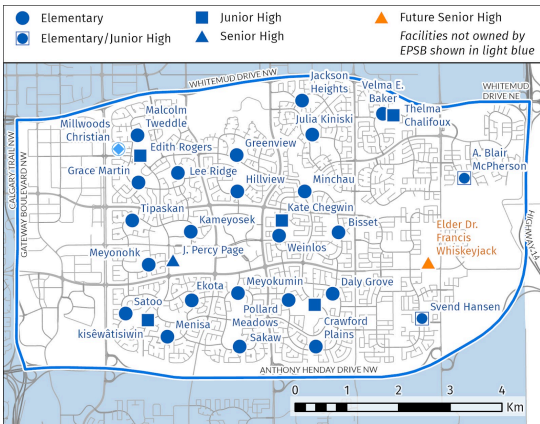 Elementary
Junior High
Future Senior High
Elementary/Junior High
Senior High
Facilities not owned by
EPSB shown in light blue
WHITEMUD DRIVE NW
Jackson
Heights
Velma E.
Baker
WHITEMUD
DRIVE NE
Malcolm
Tweddle
Thelma
Chalifoux
Millwoods
Christian
Julia Kiniski
Edith Rogers
Greenview
A. Blair
McPherson
CALGARY TRAIL NW
GATEWAY BOULEVARD NW
Grace Martin
Lee Ridge
Hillview
Minchau
Tipaskan
Kameyosek
Kate Chegwin
Bisset
Weinlos
Elder Dr.
Francis
Whiskeyjack
HIGHWAY 14
Meyonohk
J. Percy Page
Ekota
Meyokumin
Daly Grove
Satoo
Pollard
Meadows
Svend Hansen
kisêwâtisiwin
Menisa
Sakaw
Crawford
Plains
ANTHONY HENDAY DRIVE NW
0 1 2 3 4
Km